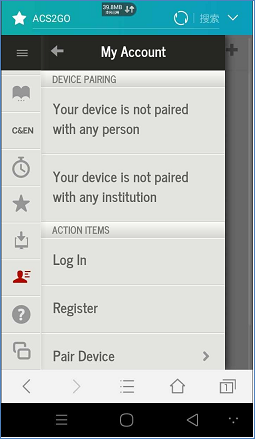 39.8MB
ACS2GO
搜索
My Account
DEVICE PAIRING
Your device is not paired
with any person
C&EN
Your device is not paired
with any institution
ACTION ITEMS
Log In
Register
?
Pair Device
1